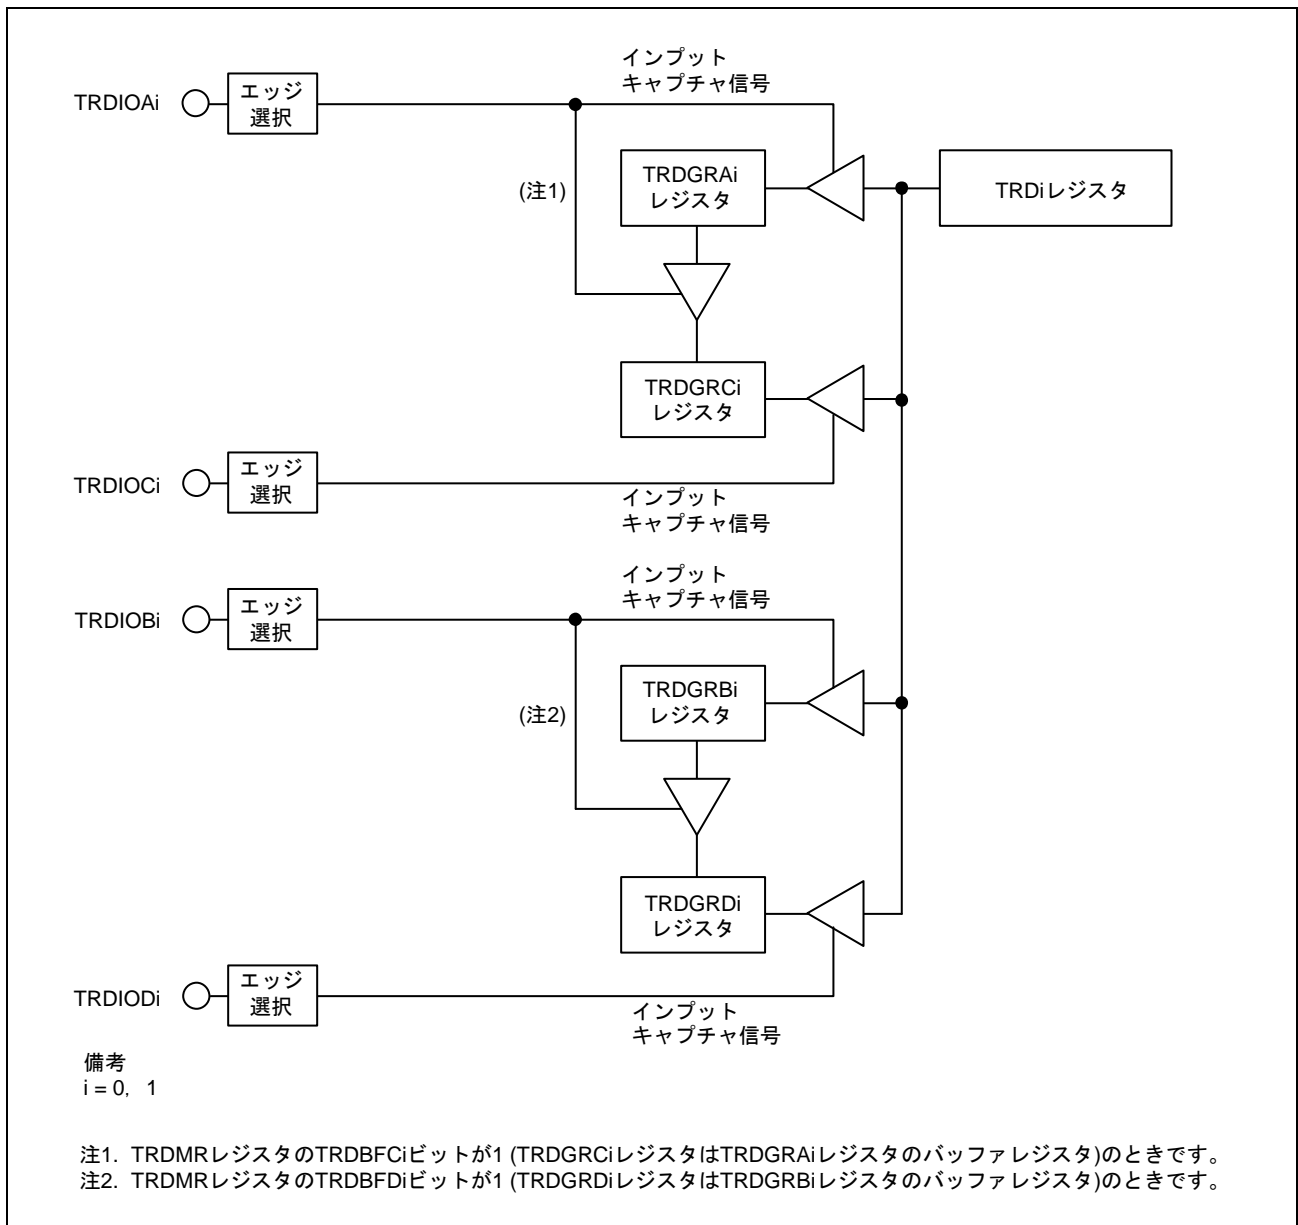 インプット
キャプチャ信号
TRDIOAi
エッジ
選択
(注1)
TRDGRAi
レジスタ
TRDiレジスタ
TRDGRCi
レジスタ
TRDIOCi
エッジ
選択
インプット
キャプチャ信号
インプット
キャプチャ信号
TRDIOBi
エッジ
選択
(注2)
TRDGRBi
レジスタ
TRDGRDi
レジスタ
TRDIODi
エッジ
選択
インプット
キャプチャ信号
備考
i = 0, 1
注1. TRDMRレジスタのTRDBFCiビットが1 (TRDGRCiレジスタはTRDGRAiレジスタのバッファレジスタ)のときです。
注2. TRDMRレジスタのTRDBFDiビットが1 (TRDGRDiレジスタはTRDGRBiレジスタのバッファレジスタ)のときです。